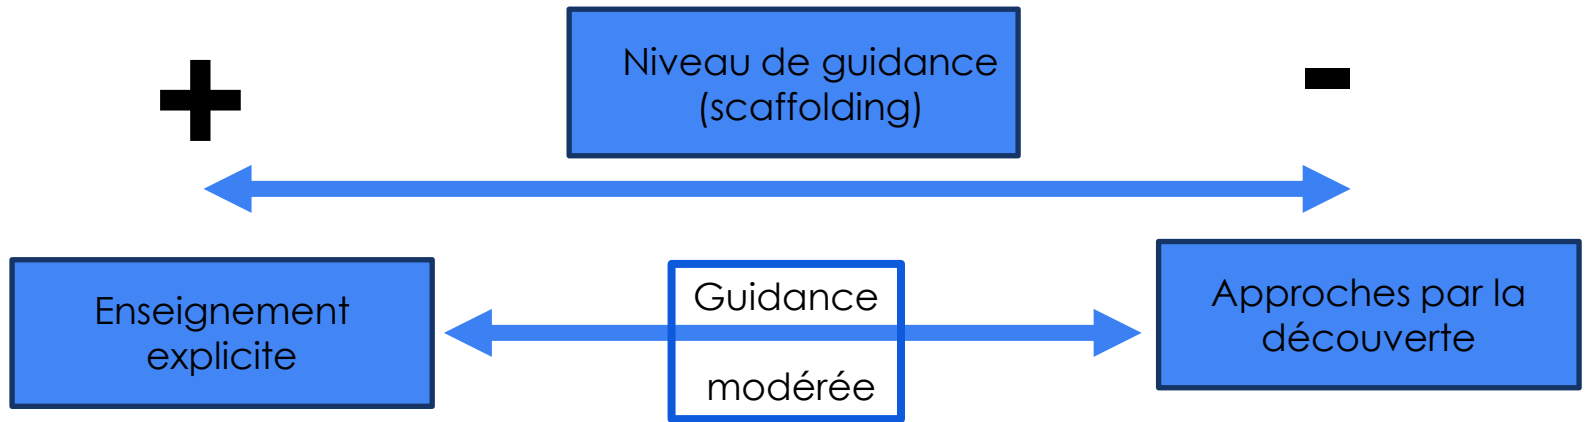 +
Niveau de guidance
(scaffolding)
-
Enseignement
explicite
Guidance
modérée
Approches par la
découverte